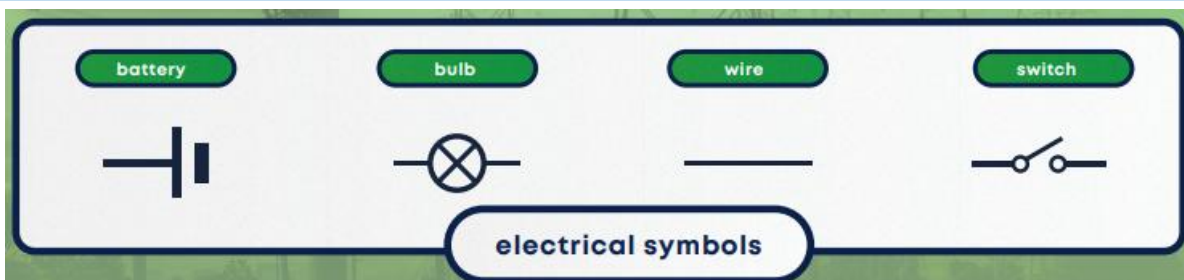 battery
bulb
wire
switch
electrical symbols